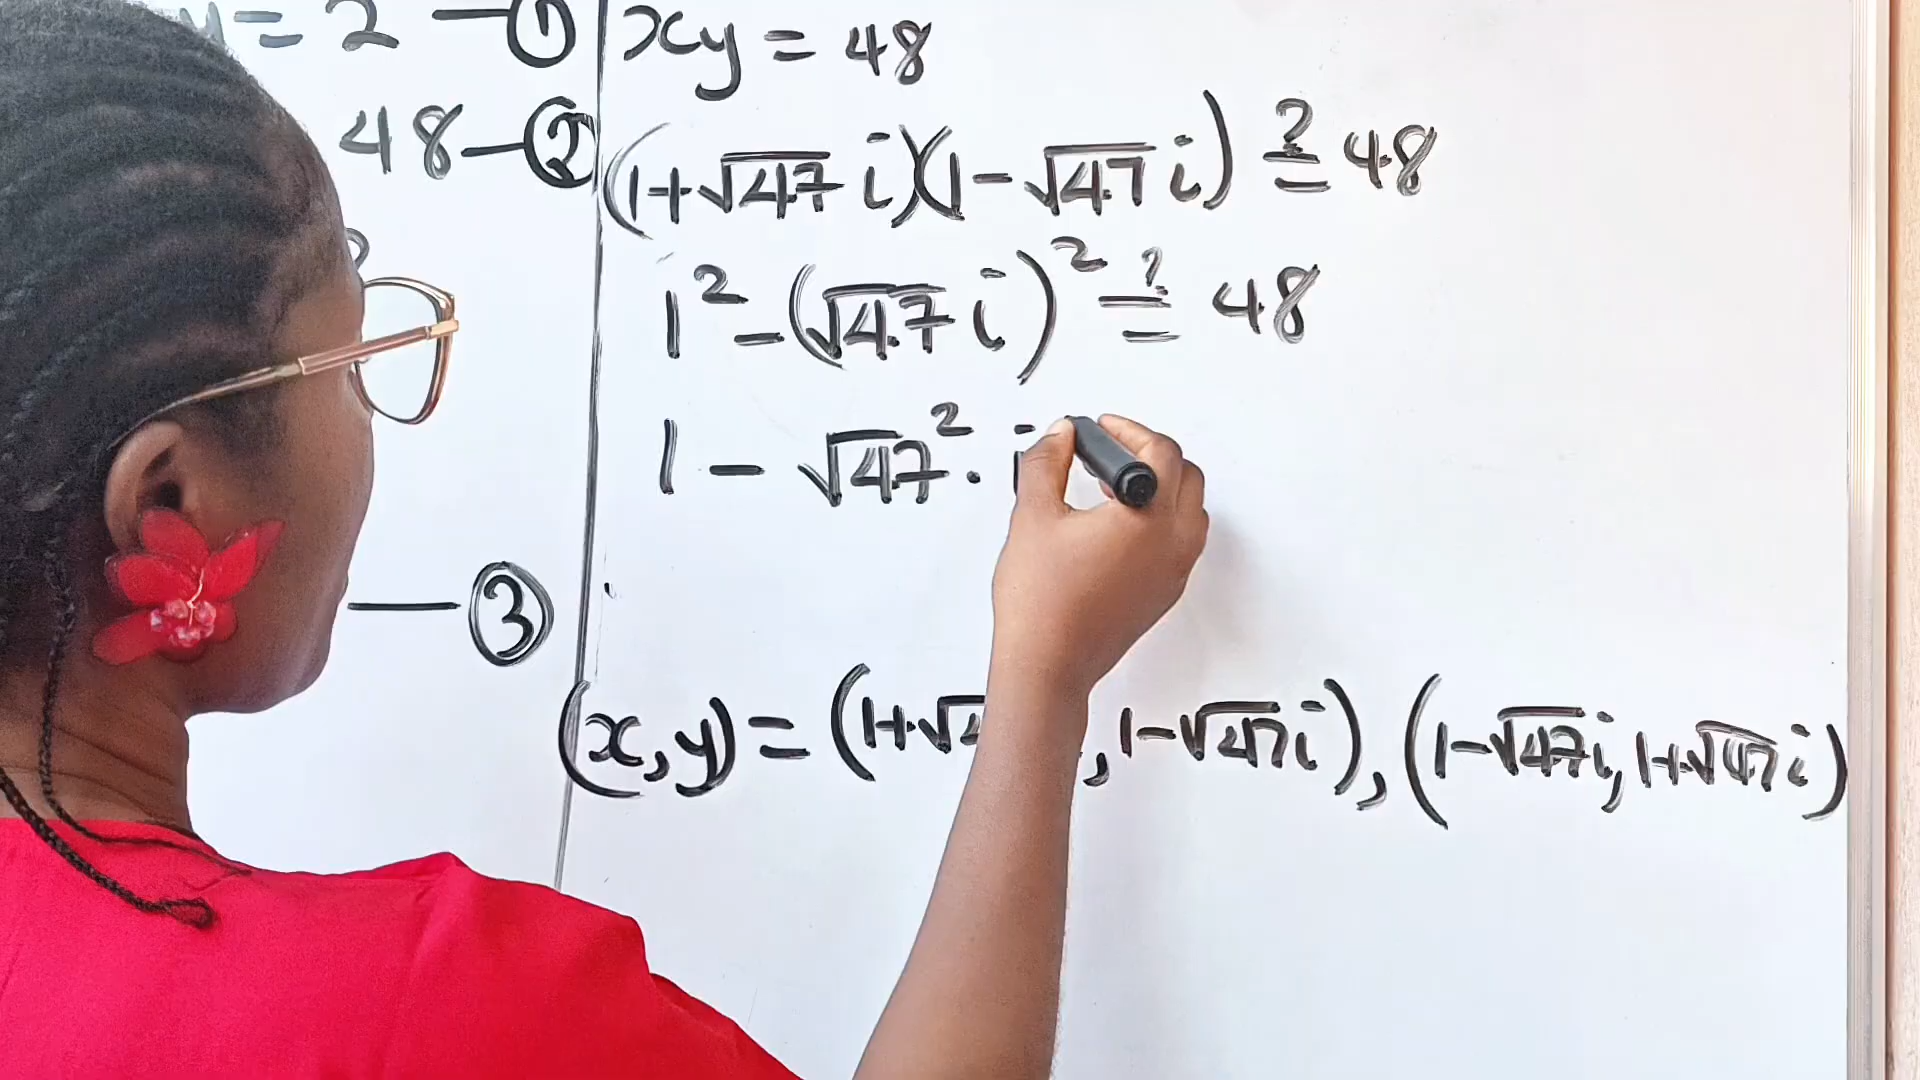 y = 2 — ①
48 — ②
— ③
xy = 48
(1+√47 i)(1-√47 i) ≟ 48
1² - (√47 i)² ≟ 48
1 - √47² · i
(x,y) = (1+√4 , 1-√47i), (1-√47i, 1+√47i)